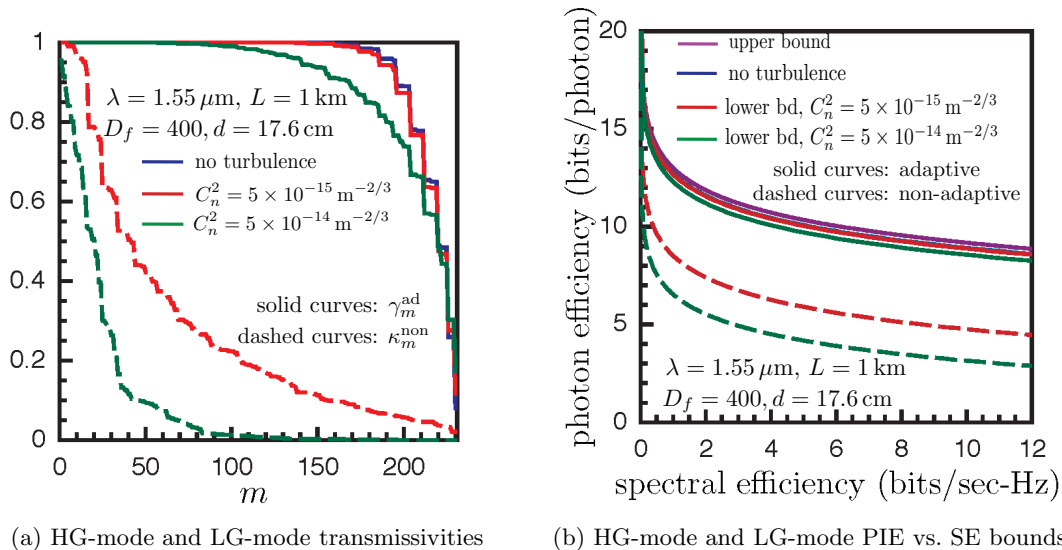 1
0.8
0.6
0.4
0.2
0
0
50
100
150
200
m
λ = 1.55 μm, L = 1 km
D_f = 400, d = 17.6 cm
no turbulence
C_n^2 = 5 × 10^{-15} m^{-2/3}
C_n^2 = 5 × 10^{-14} m^{-2/3}
solid curves: γ_m^{ad}
dashed curves: κ_m^{non}
(a) HG-mode and LG-mode transmissivities
photon efficiency (bits/photon)
20
15
10
5
0
0
2
4
6
8
10
12
spectral efficiency (bits/sec-Hz)
upper bound
no turbulence
lower bd, C_n^2 = 5 × 10^{-15} m^{-2/3}
lower bd, C_n^2 = 5 × 10^{-14} m^{-2/3}
solid curves: adaptive
dashed curves: non-adaptive
λ = 1.55 μm, L = 1 km
D_f = 400, d = 17.6 cm
(b) HG-mode and LG-mode PIE vs. SE bounds